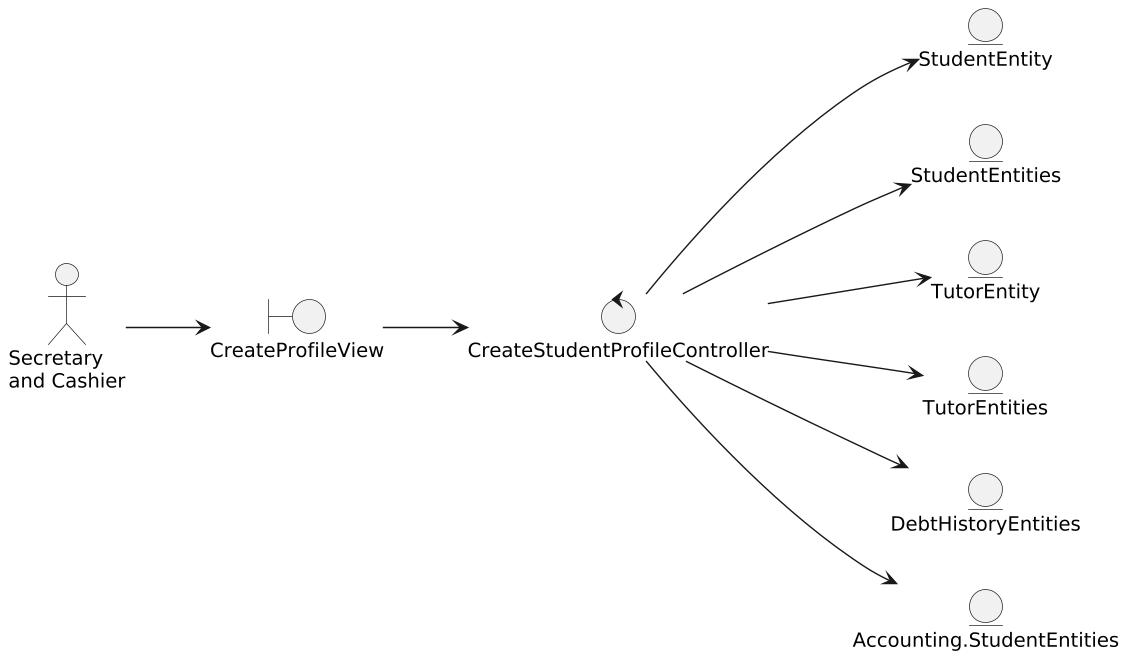 StudentEntity
StudentEntities
TutorEntity
Secretary
and Cashier
CreateProfileView
CreateStudentProfileController
TutorEntities
DebtHistoryEntities
Accounting.StudentEntities